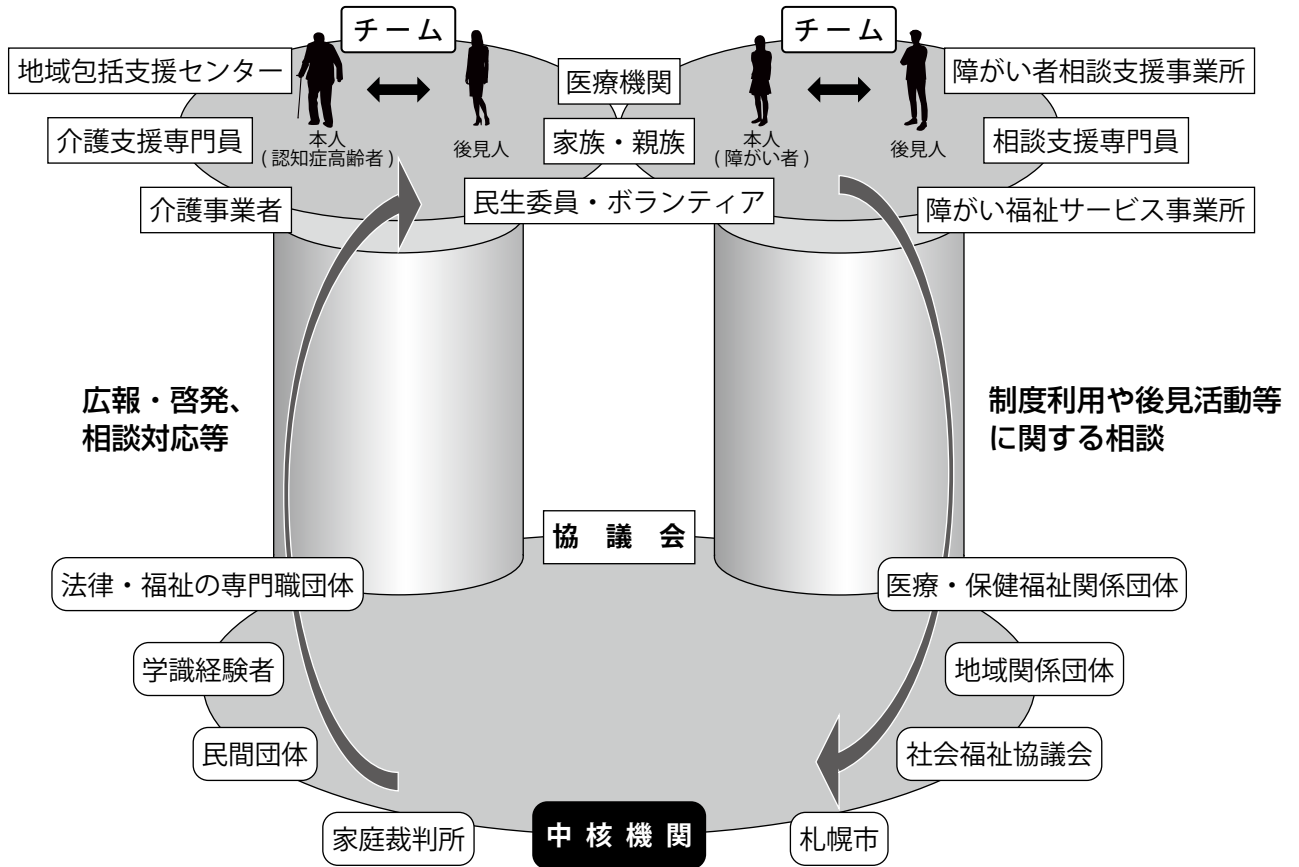 チーム
チーム
地域包括支援センター
介護支援専門員
介護事業者
本人
(認知症高齢者)
後見人
医療機関
家族・親族
民生委員・ボランティア
本人
(障がい者)
後見人
障がい者相談支援事業所
相談支援専門員
障がい福祉サービス事業所
広報・啓発、
相談対応等
制度利用や後見活動等
に関する相談
協議会
法律・福祉の専門職団体
医療・保健福祉関係団体
学識経験者
地域関係団体
民間団体
社会福祉協議会
家庭裁判所
中核機関
札幌市